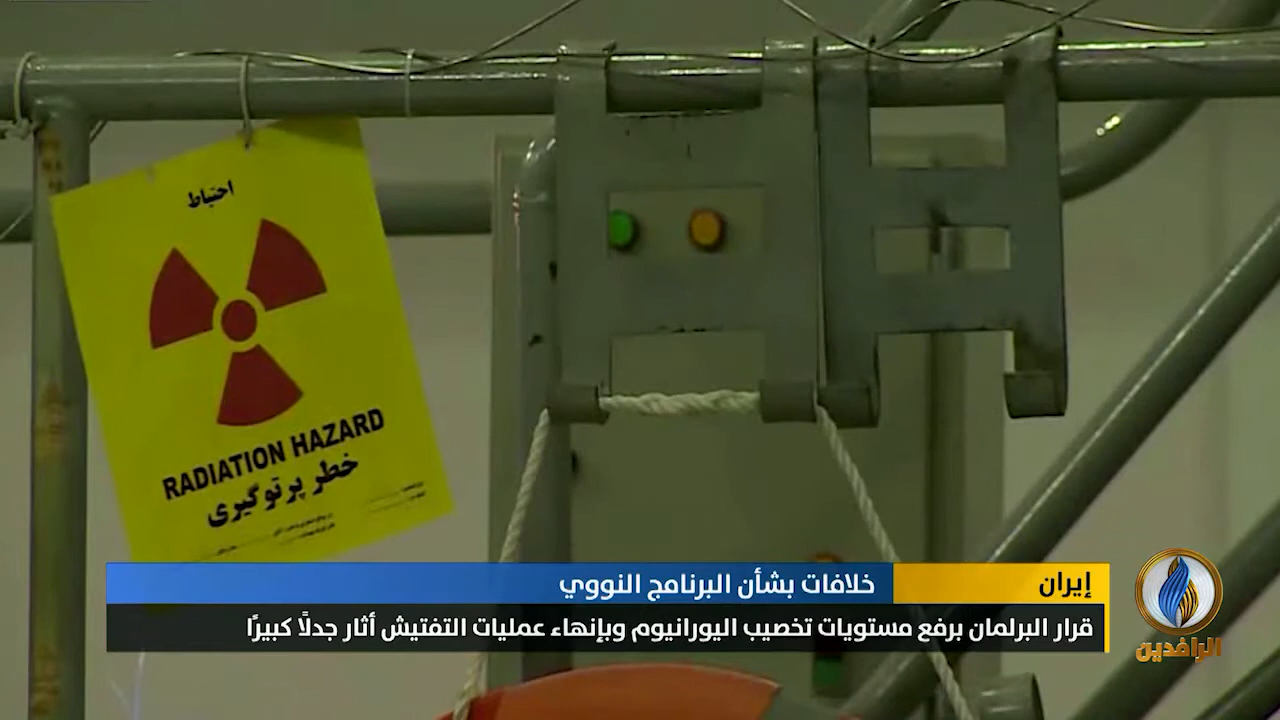 احتیاط
RADIATION HAZARD
خطر پرتوگیری
إيران
خلافات بشأن البرنامج النووي
قرار البرلمان برفع مستويات تخصيب اليورانيوم وبإنهاء عمليات التفتيش أثار جدلًا كبيرًا
الرافدين